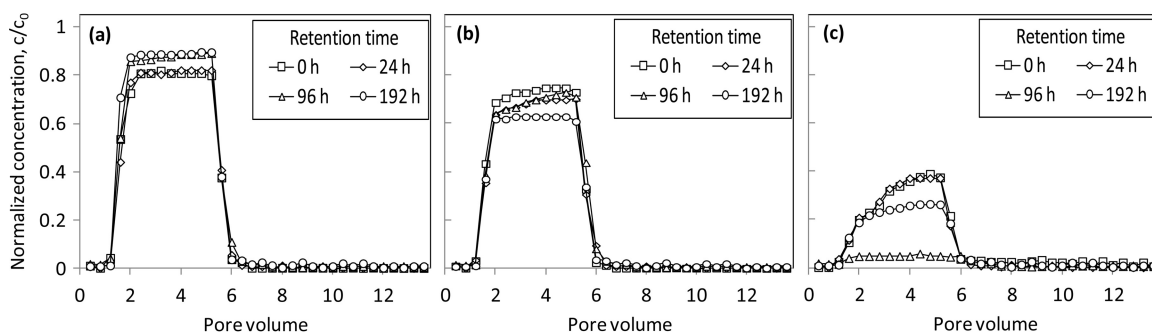 Normalized concentration, c/c₀
1
0.8
0.6
0.4
0.2
0
(a)
Retention time
0 h 24 h
96 h 192 h
0 2 4 6 8 10 12
Pore volume
(b)
Retention time
0 h 24 h
96 h 192 h
0 2 4 6 8 10 12
Pore volume
(c)
Retention time
0 h 24 h
96 h 192 h
0 2 4 6 8 10 12
Pore volume